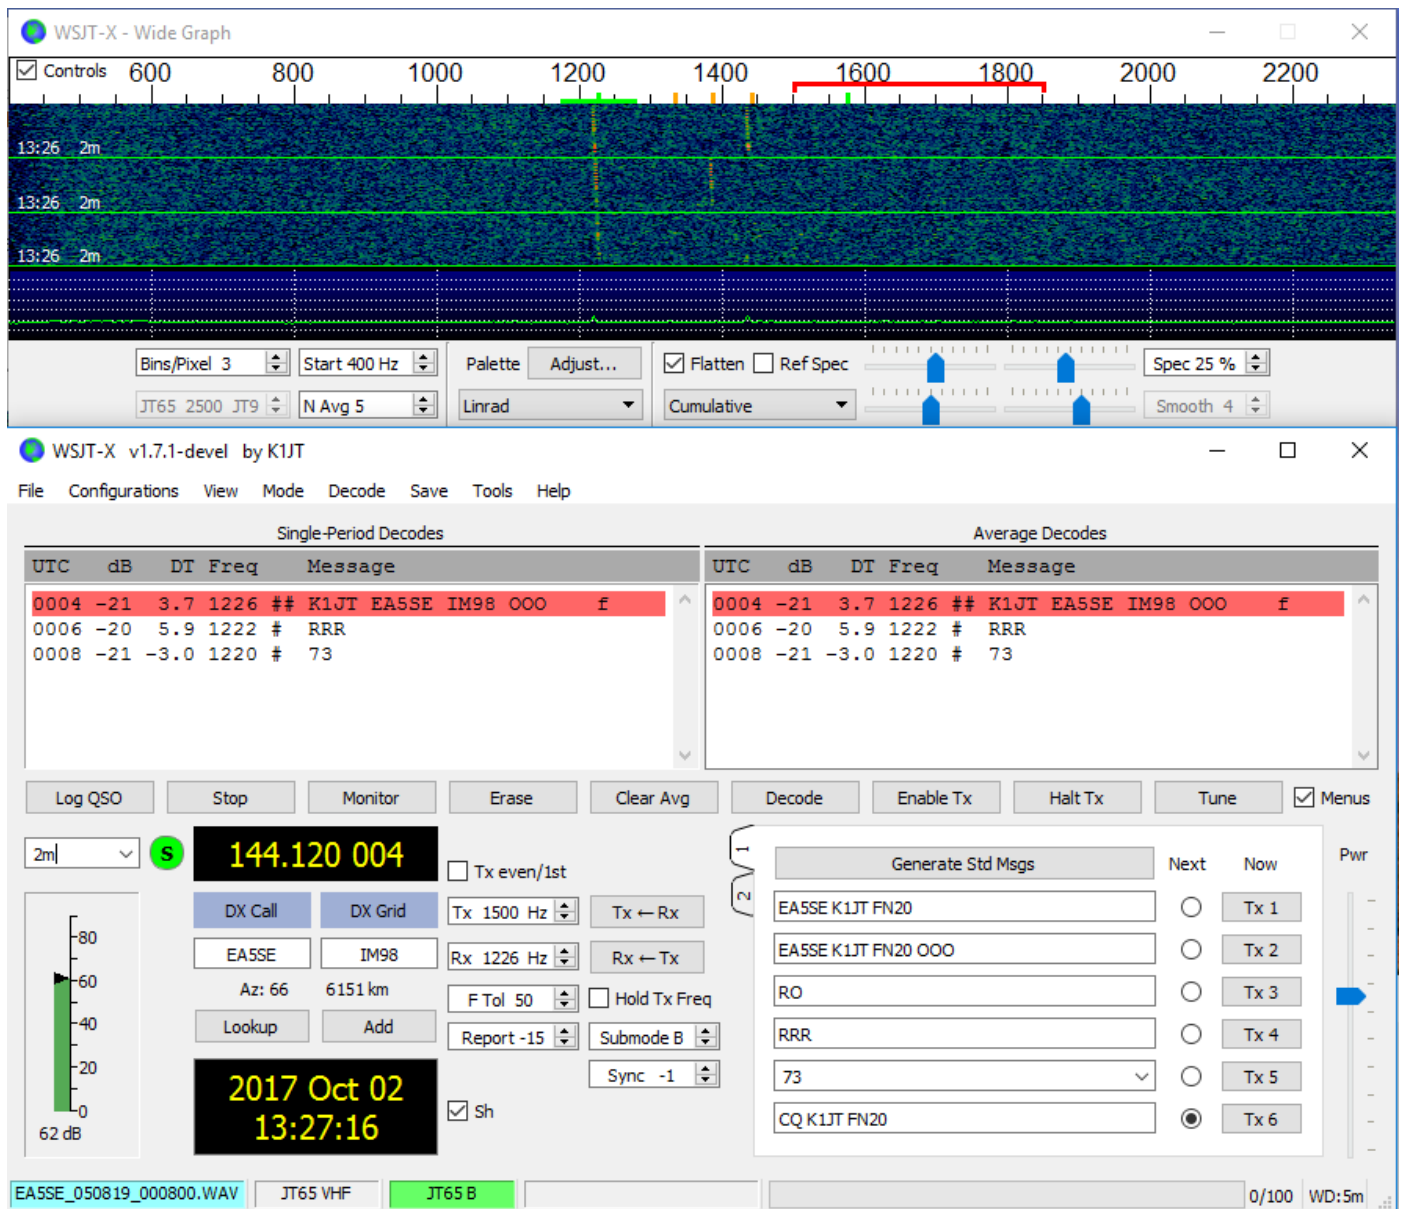 WSJT-X - Wide Graph
Controls 600 800 1000 1200 1400 1600 1800 2000 2200
13:26 2m
13:26 2m
13:26 2m
Bins/Pixel 3 Start 400 Hz Palette Adjust... Flatten Ref Spec Spec 25 %
JT65 2500 JT9 N Avg 5 Linrad Cumulative Smooth 4
WSJT-X v1.7.1-devel by K1JT
File Configurations View Mode Decode Save Tools Help
Single-Period Decodes Average Decodes
UTC dB DT Freq Message UTC dB DT Freq Message
0004 -21 3.7 1226 ## K1JT EA5SE IM98 OOO f 0004 -21 3.7 1226 ## K1JT EA5SE IM98 OOO f
0006 -20 5.9 1222 # RRR 0006 -20 5.9 1222 # RRR
0008 -21 -3.0 1220 # 73 0008 -21 -3.0 1220 # 73
Log QSO Stop Monitor Erase Clear Avg Decode Enable Tx Halt Tx Tune Menus
2m S 144.120 004 Tx even/1st 1 Generate Std Msgs Next Now Pwr
DX Call DX Grid Tx 1500 Hz Tx ← Rx 2 EA5SE K1JT FN20 Tx 1
-80 EA5SE IM98 Rx 1226 Hz Rx ← Tx EA5SE K1JT FN20 OOO Tx 2
-60 Az: 66 6151 km F Tol 50 Hold Tx Freq RO Tx 3
-40 Lookup Add Report -15 Submode B RRR Tx 4
-20 2017 Oct 02 Sync -1 73 Tx 5
-0 13:27:16 Sh CQ K1JT FN20 Tx 6
62 dB
EA5SE_050819_000800.WAV JT65 VHF JT65 B 0/100 WD:5m